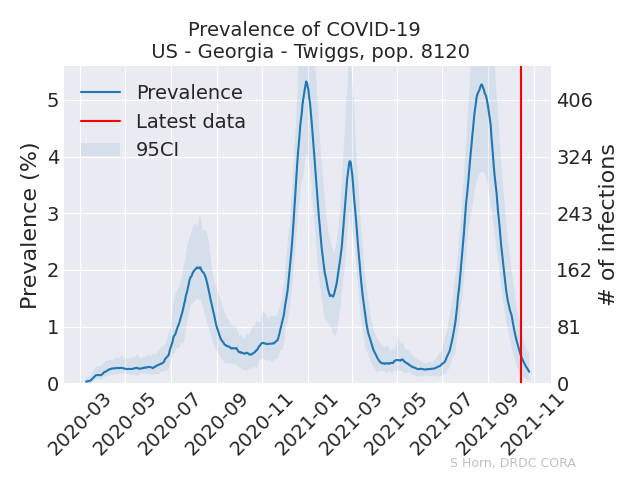 Prevalence of COVID-19
US - Georgia - Twiggs, pop. 8120
Prevalence
Latest data
95CI
Prevalence (%)
5
4
3
2
1
0
406
324
243
162
81
0
# of infections
2020-03
2020-05
2020-07
2020-09
2020-11
2021-01
2021-03
2021-05
2021-07
2021-09
2021-11
S Horn, DRDC CORA